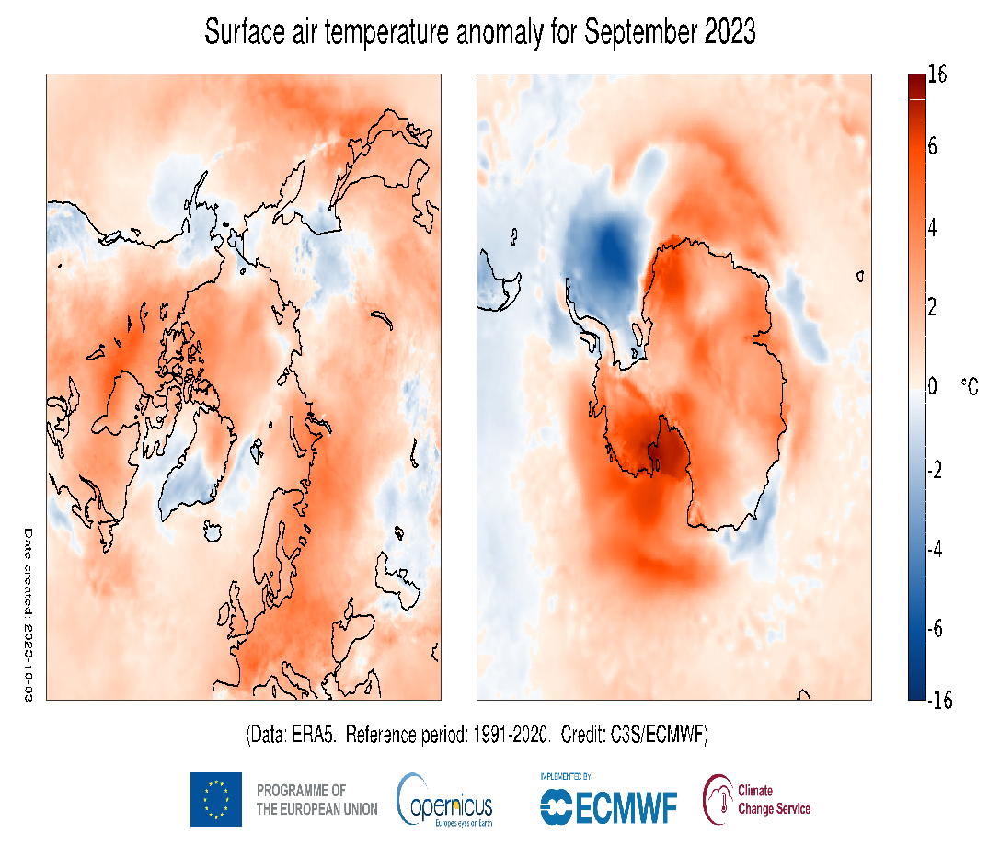 Surface air temperature anomaly for September 2023
16
6
4
2
0
-2
-4
-6
-16
°C
Date created: 2023-10-03
(Data: ERA5.  Reference period: 1991-2020.  Credit: C3S/ECMWF)
PROGRAMME OF
THE EUROPEAN UNION
opernicus
Europe's eyes on Earth
IMPLEMENTED BY
ECMWF
Climate
Change Service